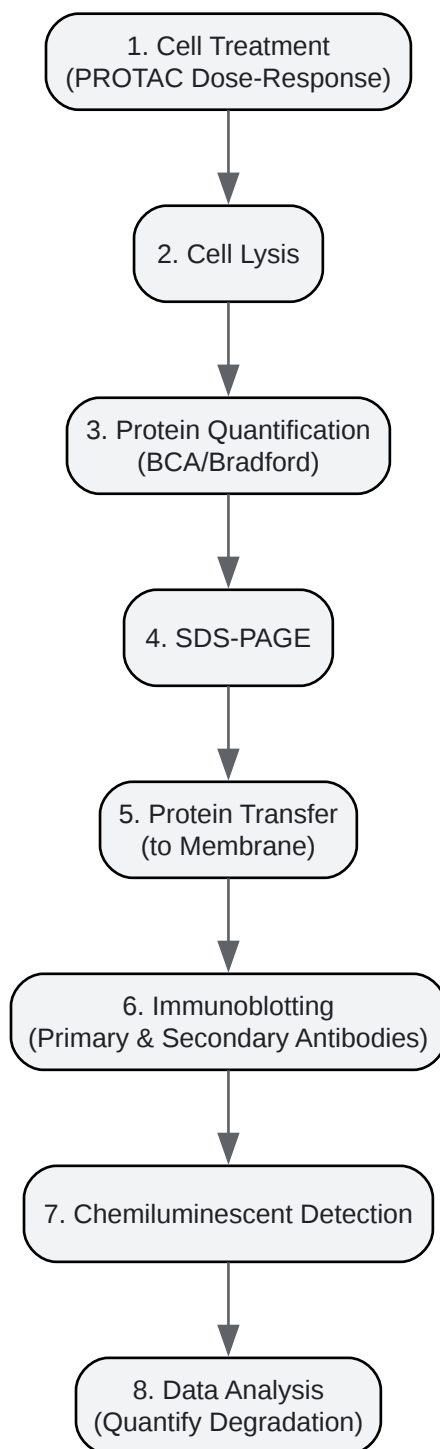 1. Cell Treatment
(PROTAC Dose-Response)
2. Cell Lysis
3. Protein Quantification
(BCA/Bradford)
4. SDS-PAGE
5. Protein Transfer
(to Membrane)
6. Immunoblotting
(Primary & Secondary Antibodies)
7. Chemiluminescent Detection
8. Data Analysis
(Quantify Degradation)